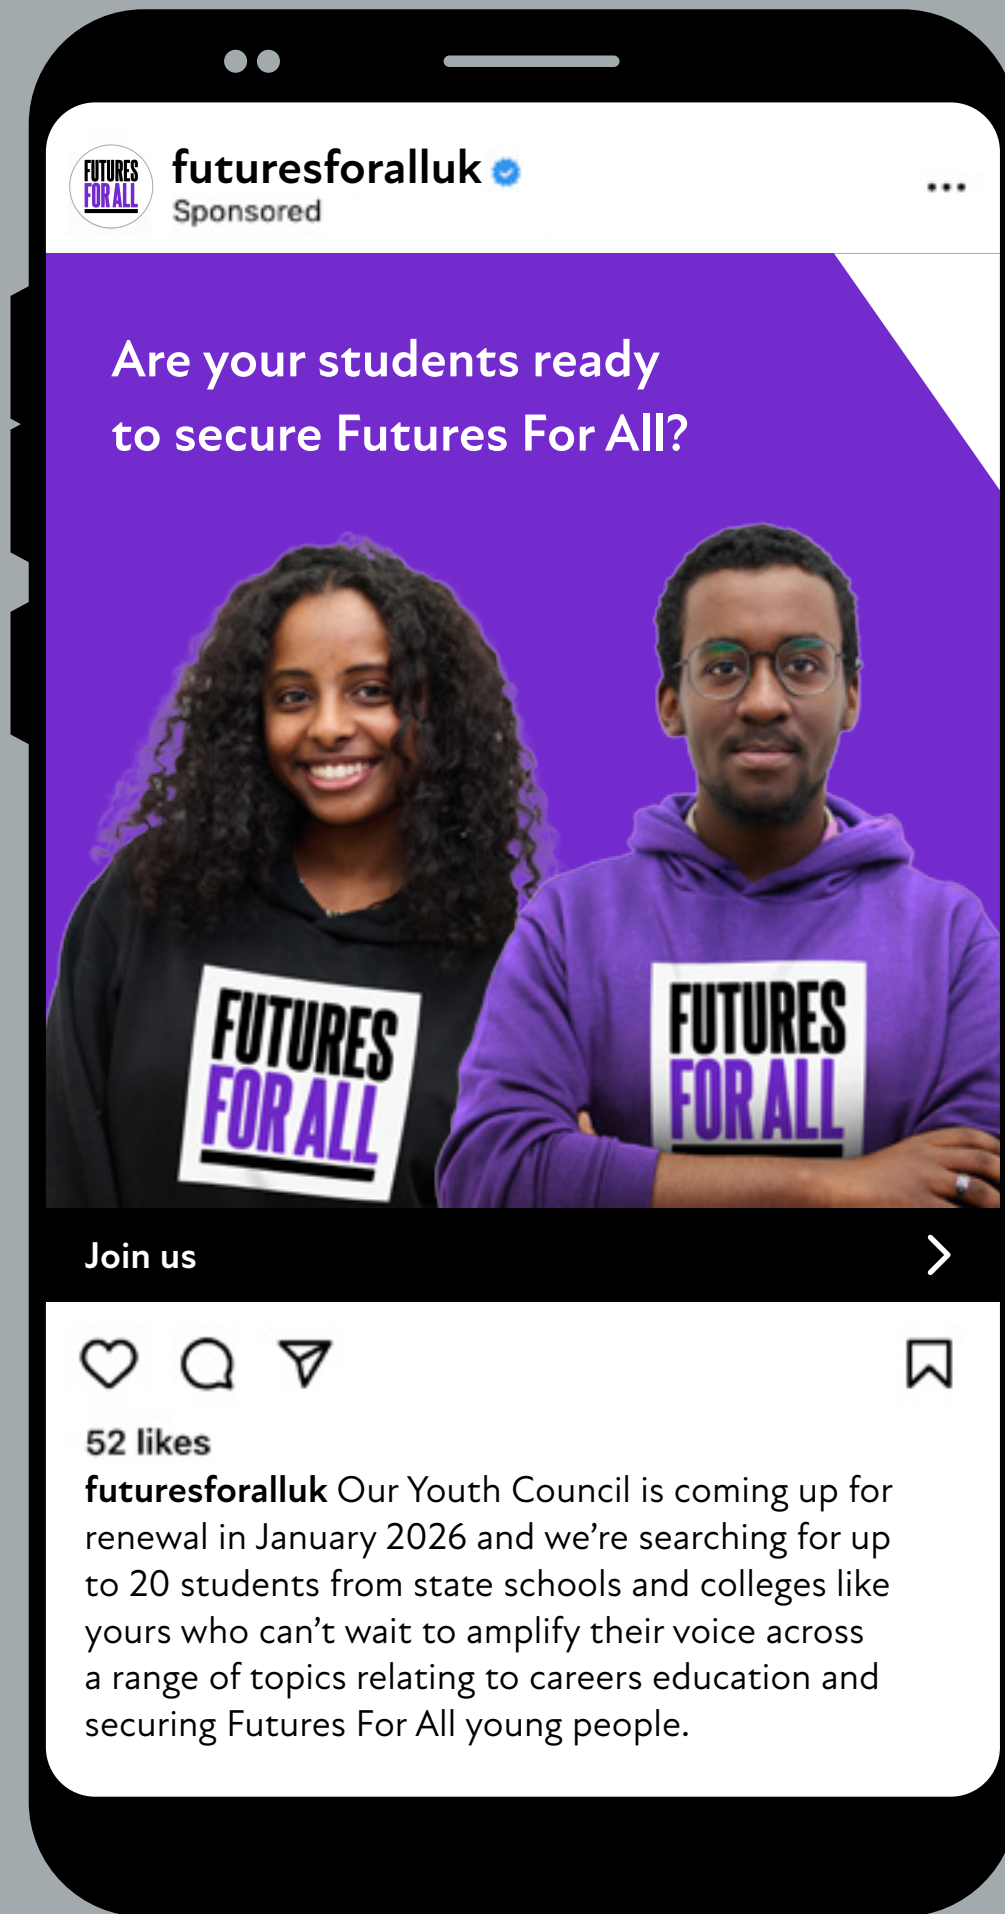 FUTURES
FOR ALL
futuresforalluk
Sponsored
Are your students ready
to secure Futures For All?
FUTURES
FOR ALL
FUTURES
FOR ALL
Join us
52 likes
futuresforalluk Our Youth Council is coming up for
renewal in January 2026 and we’re searching for up
to 20 students from state schools and colleges like
yours who can’t wait to amplify their voice across
a range of topics relating to careers education and
securing Futures For All young people.